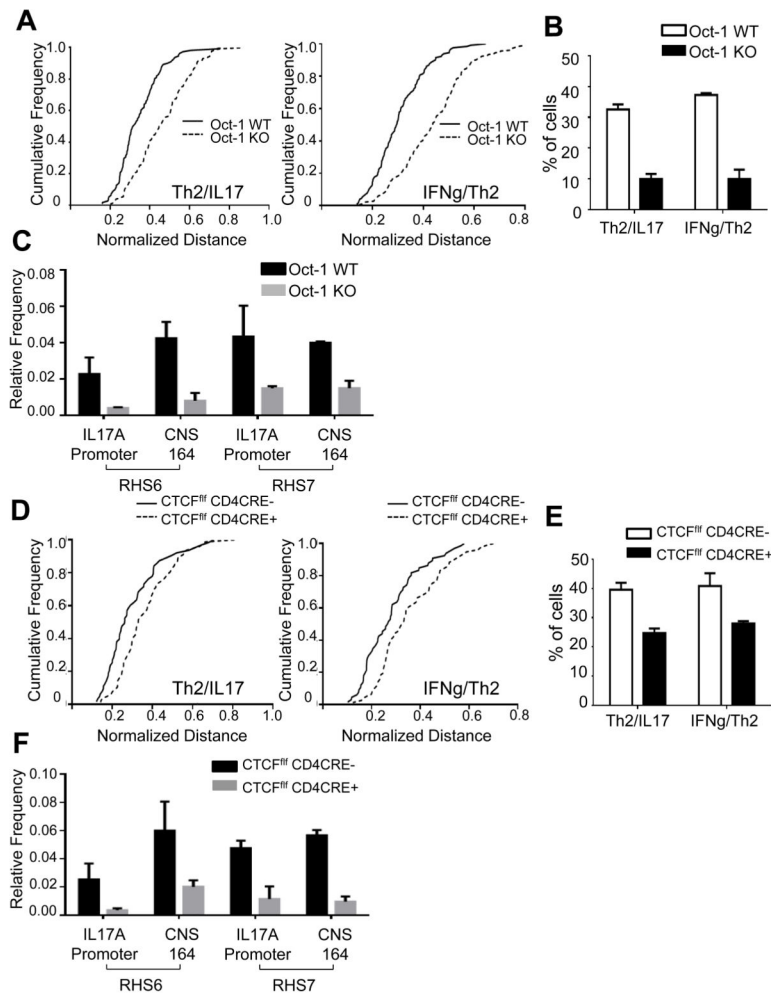 A
1.0
0.8
0.6
0.4
0.2
0
Cumulative Frequency
Oct-1 WT
Oct-1 KO
Th2/IL17
0.2 0.4 0.6 0.8 1.0
Normalized Distance
1.0
0.8
0.6
0.4
0.2
0
Cumulative Frequency
Oct-1 WT
Oct-1 KO
IFNg/Th2
0.2 0.4 0.6 0.8
Normalized Distance
B
Oct-1 WT
Oct-1 KO
50
40
30
20
10
0
% of cells
Th2/IL17 IFNg/Th2
C
Oct-1 WT
Oct-1 KO
0.08
0.06
0.04
0.02
0.00
Relative Frequency
IL17A CNS IL17A CNS
Promoter 164 Promoter 164
RHS6 RHS7
D
CTCFf/f CD4CRE-
CTCFf/f CD4CRE+
1.0
0.8
0.6
0.4
0.2
0
Cumulative Frequency
Th2/IL17
0.2 0.4 0.6 0.8 1.0
Normalized Distance
CTCFf/f CD4CRE-
CTCFf/f CD4CRE+
1.0
0.8
0.6
0.4
0.2
0
Cumulative Frequency
IFNg/Th2
0.2 0.4 0.6 0.8
Normalized Distance
E
CTCFf/f CD4CRE-
CTCFf/f CD4CRE+
50
40
30
20
10
0
% of cells
Th2/IL17 IFNg/Th2
F
CTCFf/f CD4CRE-
CTCFf/f CD4CRE+
0.10
0.08
0.06
0.04
0.02
0.00
Relative Frequency
IL17A CNS IL17A CNS
Promoter 164 Promoter 164
RHS6 RHS7